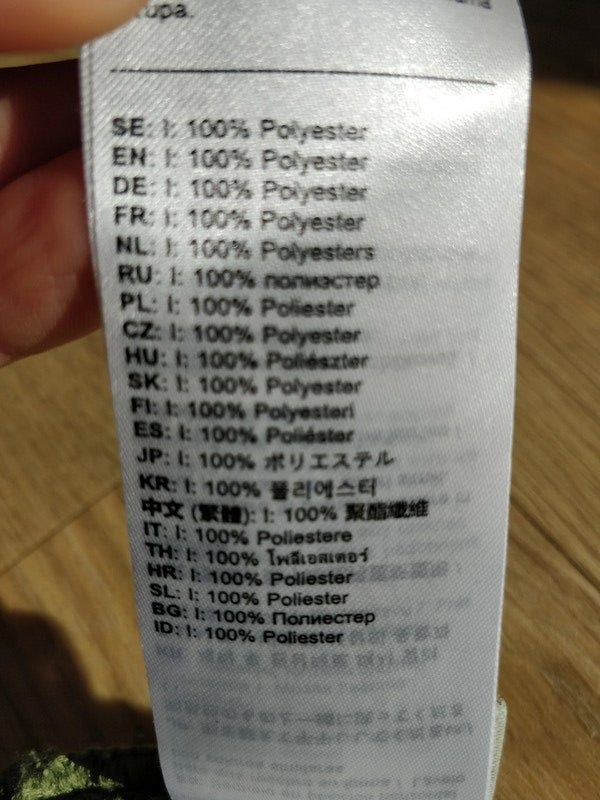 upa.
SE: I: 100% Polyester
EN: I: 100% Polyester
DE: I: 100% Polyester
FR: I: 100% Polyester
NL: I: 100% Polyesters
RU: I: 100% полиэстер
PL: I: 100% Poliester
CZ: I: 100% Polyester
HU: I: 100% Poliészter
SK: I: 100% Polyester
FI: I: 100% Polyesteri
ES: I: 100% Poliéster
JP: I: 100% ポリエステル
KR: I: 100% 폴리에스터
中文 (繁體): I: 100% 聚酯纖維
IT: I: 100% Poliestere
TH: I: 100% โพลีเอสเตอร์
HR: I: 100% Poliester
SL: I: 100% Poliester
BG: I: 100% Полиестер
ID: I: 100% Poliester